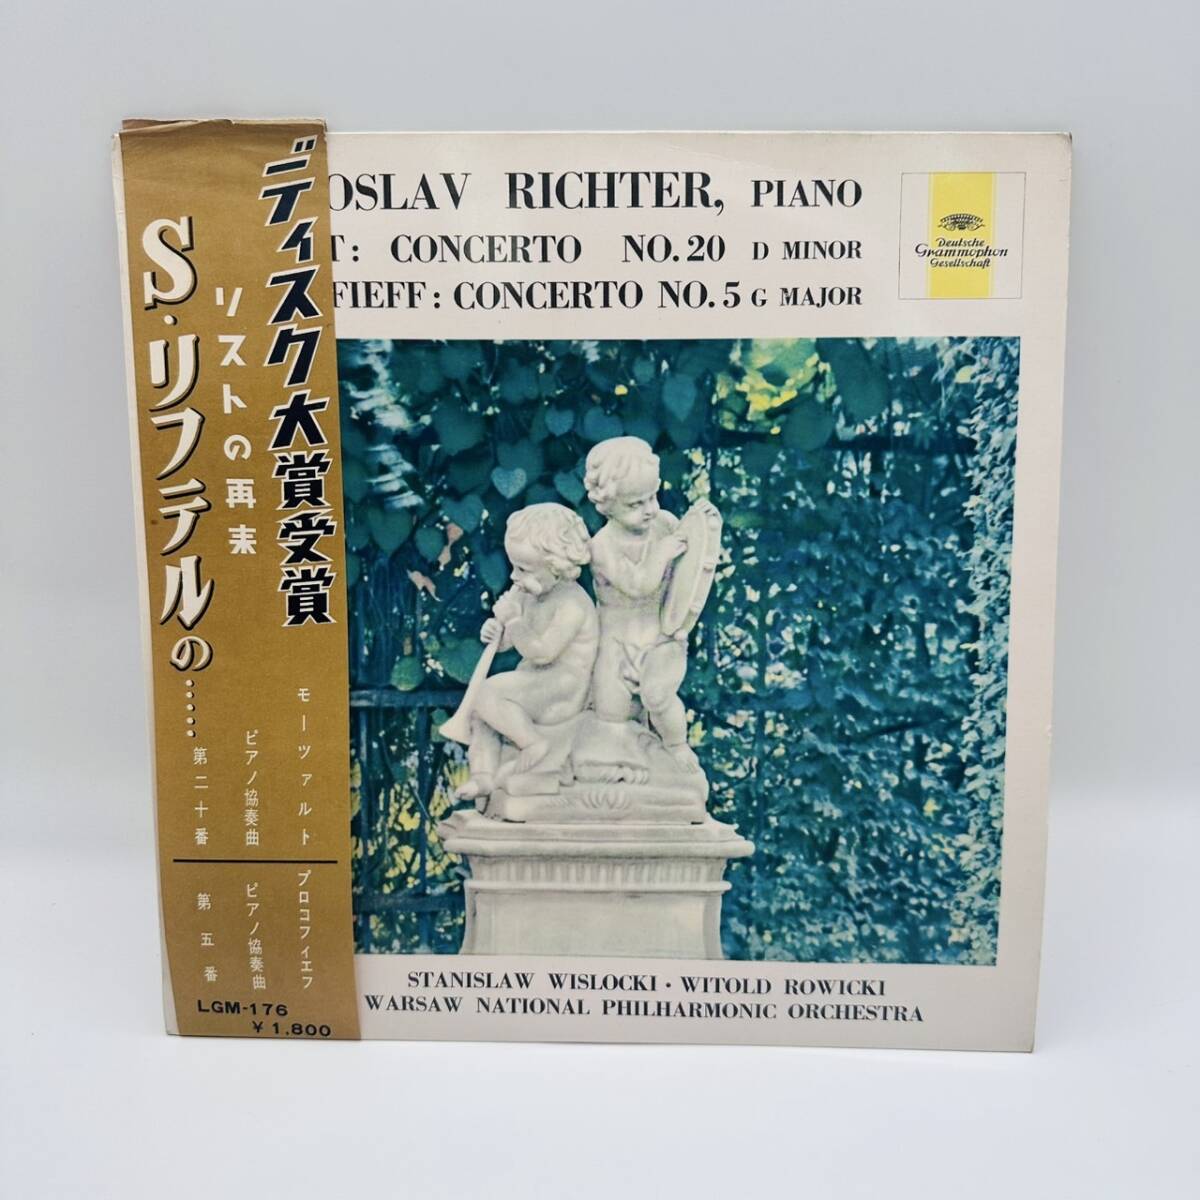 OSLAV RICHTER, PIANO
T: CONCERTO NO.20 D MINOR
FIEFF: CONCERTO NO.5 G MAJOR
Deutsche
Grammophon
Gesellschaft
ディスク大賞受賞
リストの再来
S・リフテルの……
モーツァルト
ピアノ協奏曲
第二十番
プロコフィエフ
ピアノ協奏曲
第五番
LGM-176
¥1,800
STANISLAW WISLOCKI・WITOLD ROWICKI
WARSAW NATIONAL PHILHARMONIC ORCHESTRA